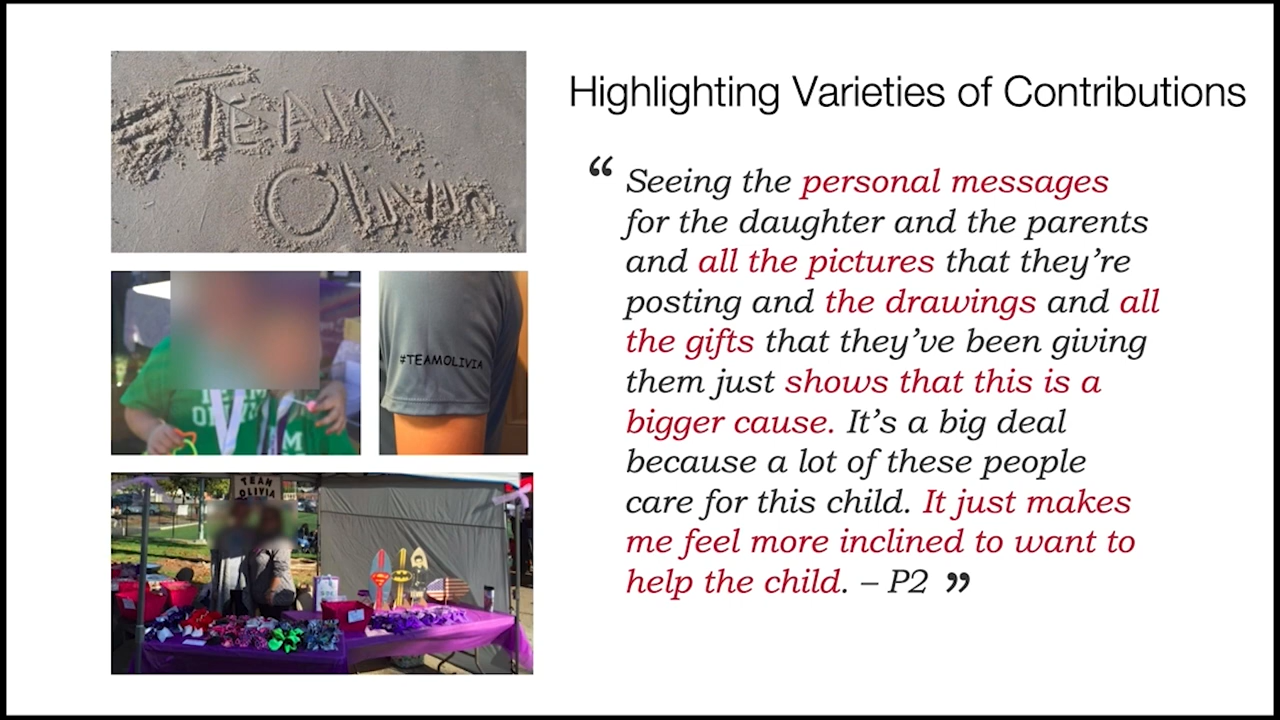 #TEAM
Olivia
#TEAMOLIVIA
TEAM
OLIVIA
Highlighting Varieties of Contributions
“ Seeing the personal messages
for the daughter and the parents
and all the pictures that they’re
posting and the drawings and all
the gifts that they’ve been giving
them just shows that this is a
bigger cause. It’s a big deal
because a lot of these people
care for this child. It just makes
me feel more inclined to want to
help the child. – P2 ”